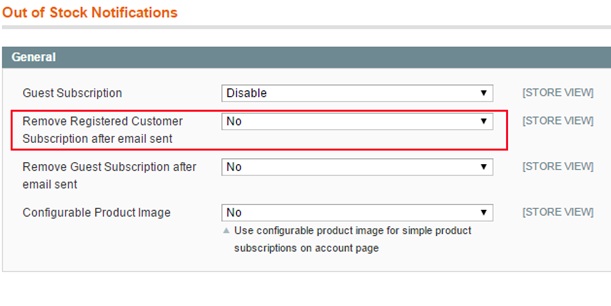 Out of Stock Notifications
General
Guest Subscription Disable [STORE VIEW]
Remove Registered Customer No [STORE VIEW]
Subscription after email sent
Remove Guest Subscription after No [STORE VIEW]
email sent
Configurable Product Image No [STORE VIEW]
Use configurable product image for simple product
subscriptions on account page